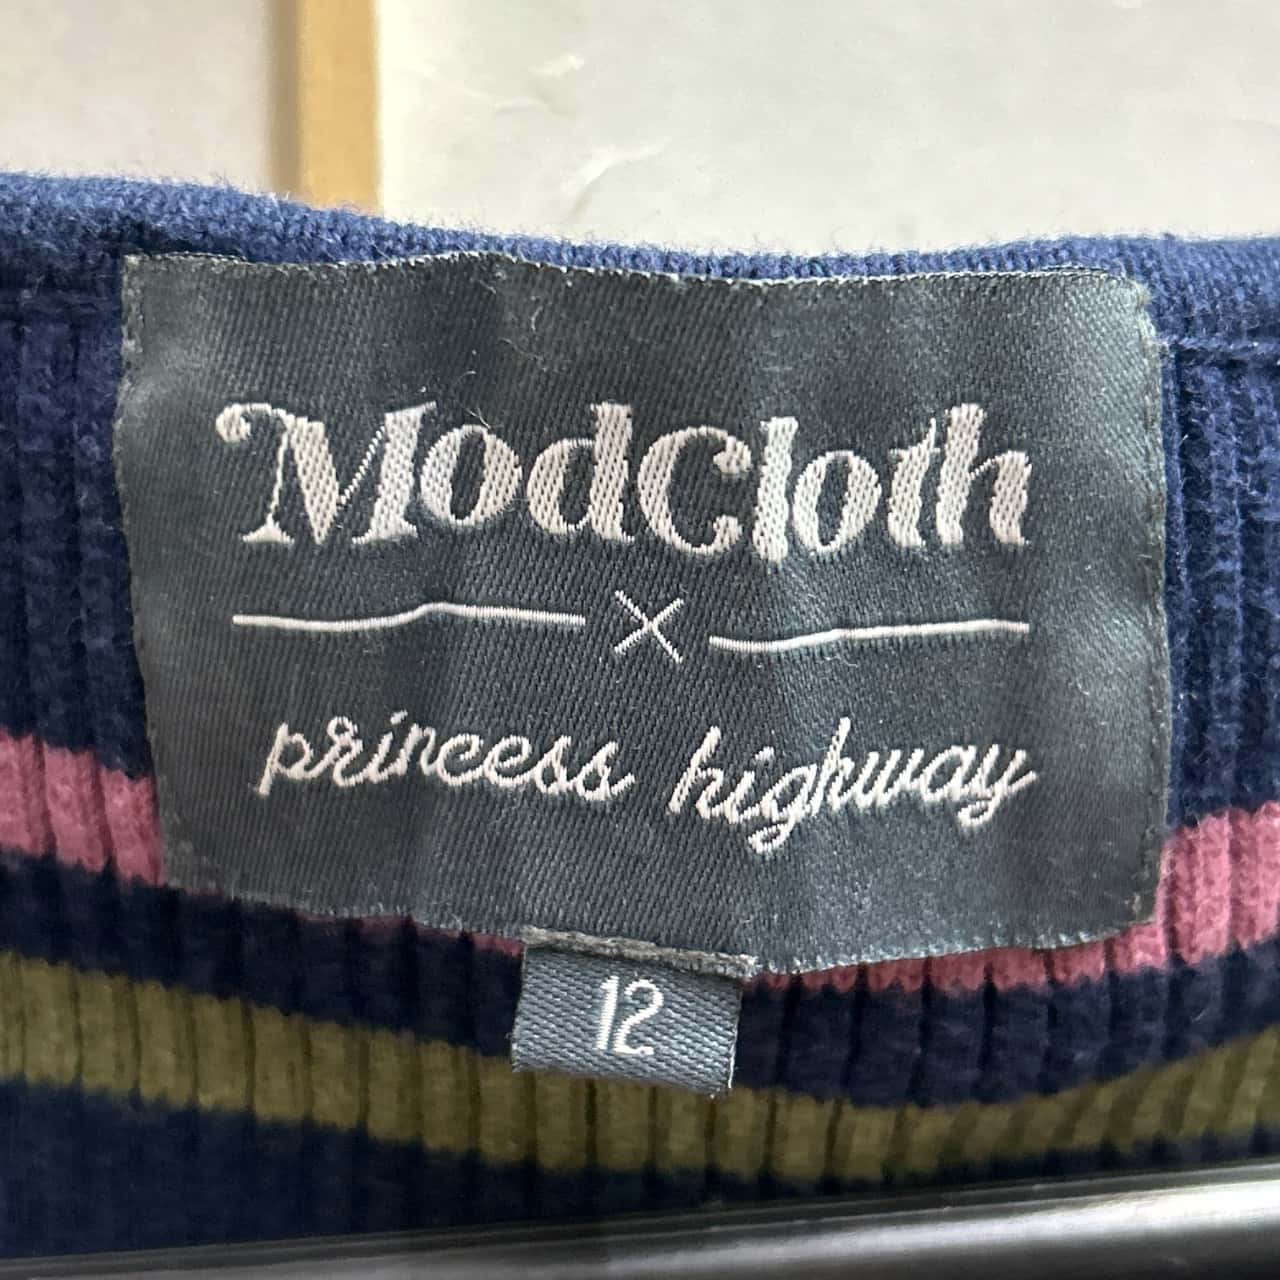 ModCloth
X
princess highway
12